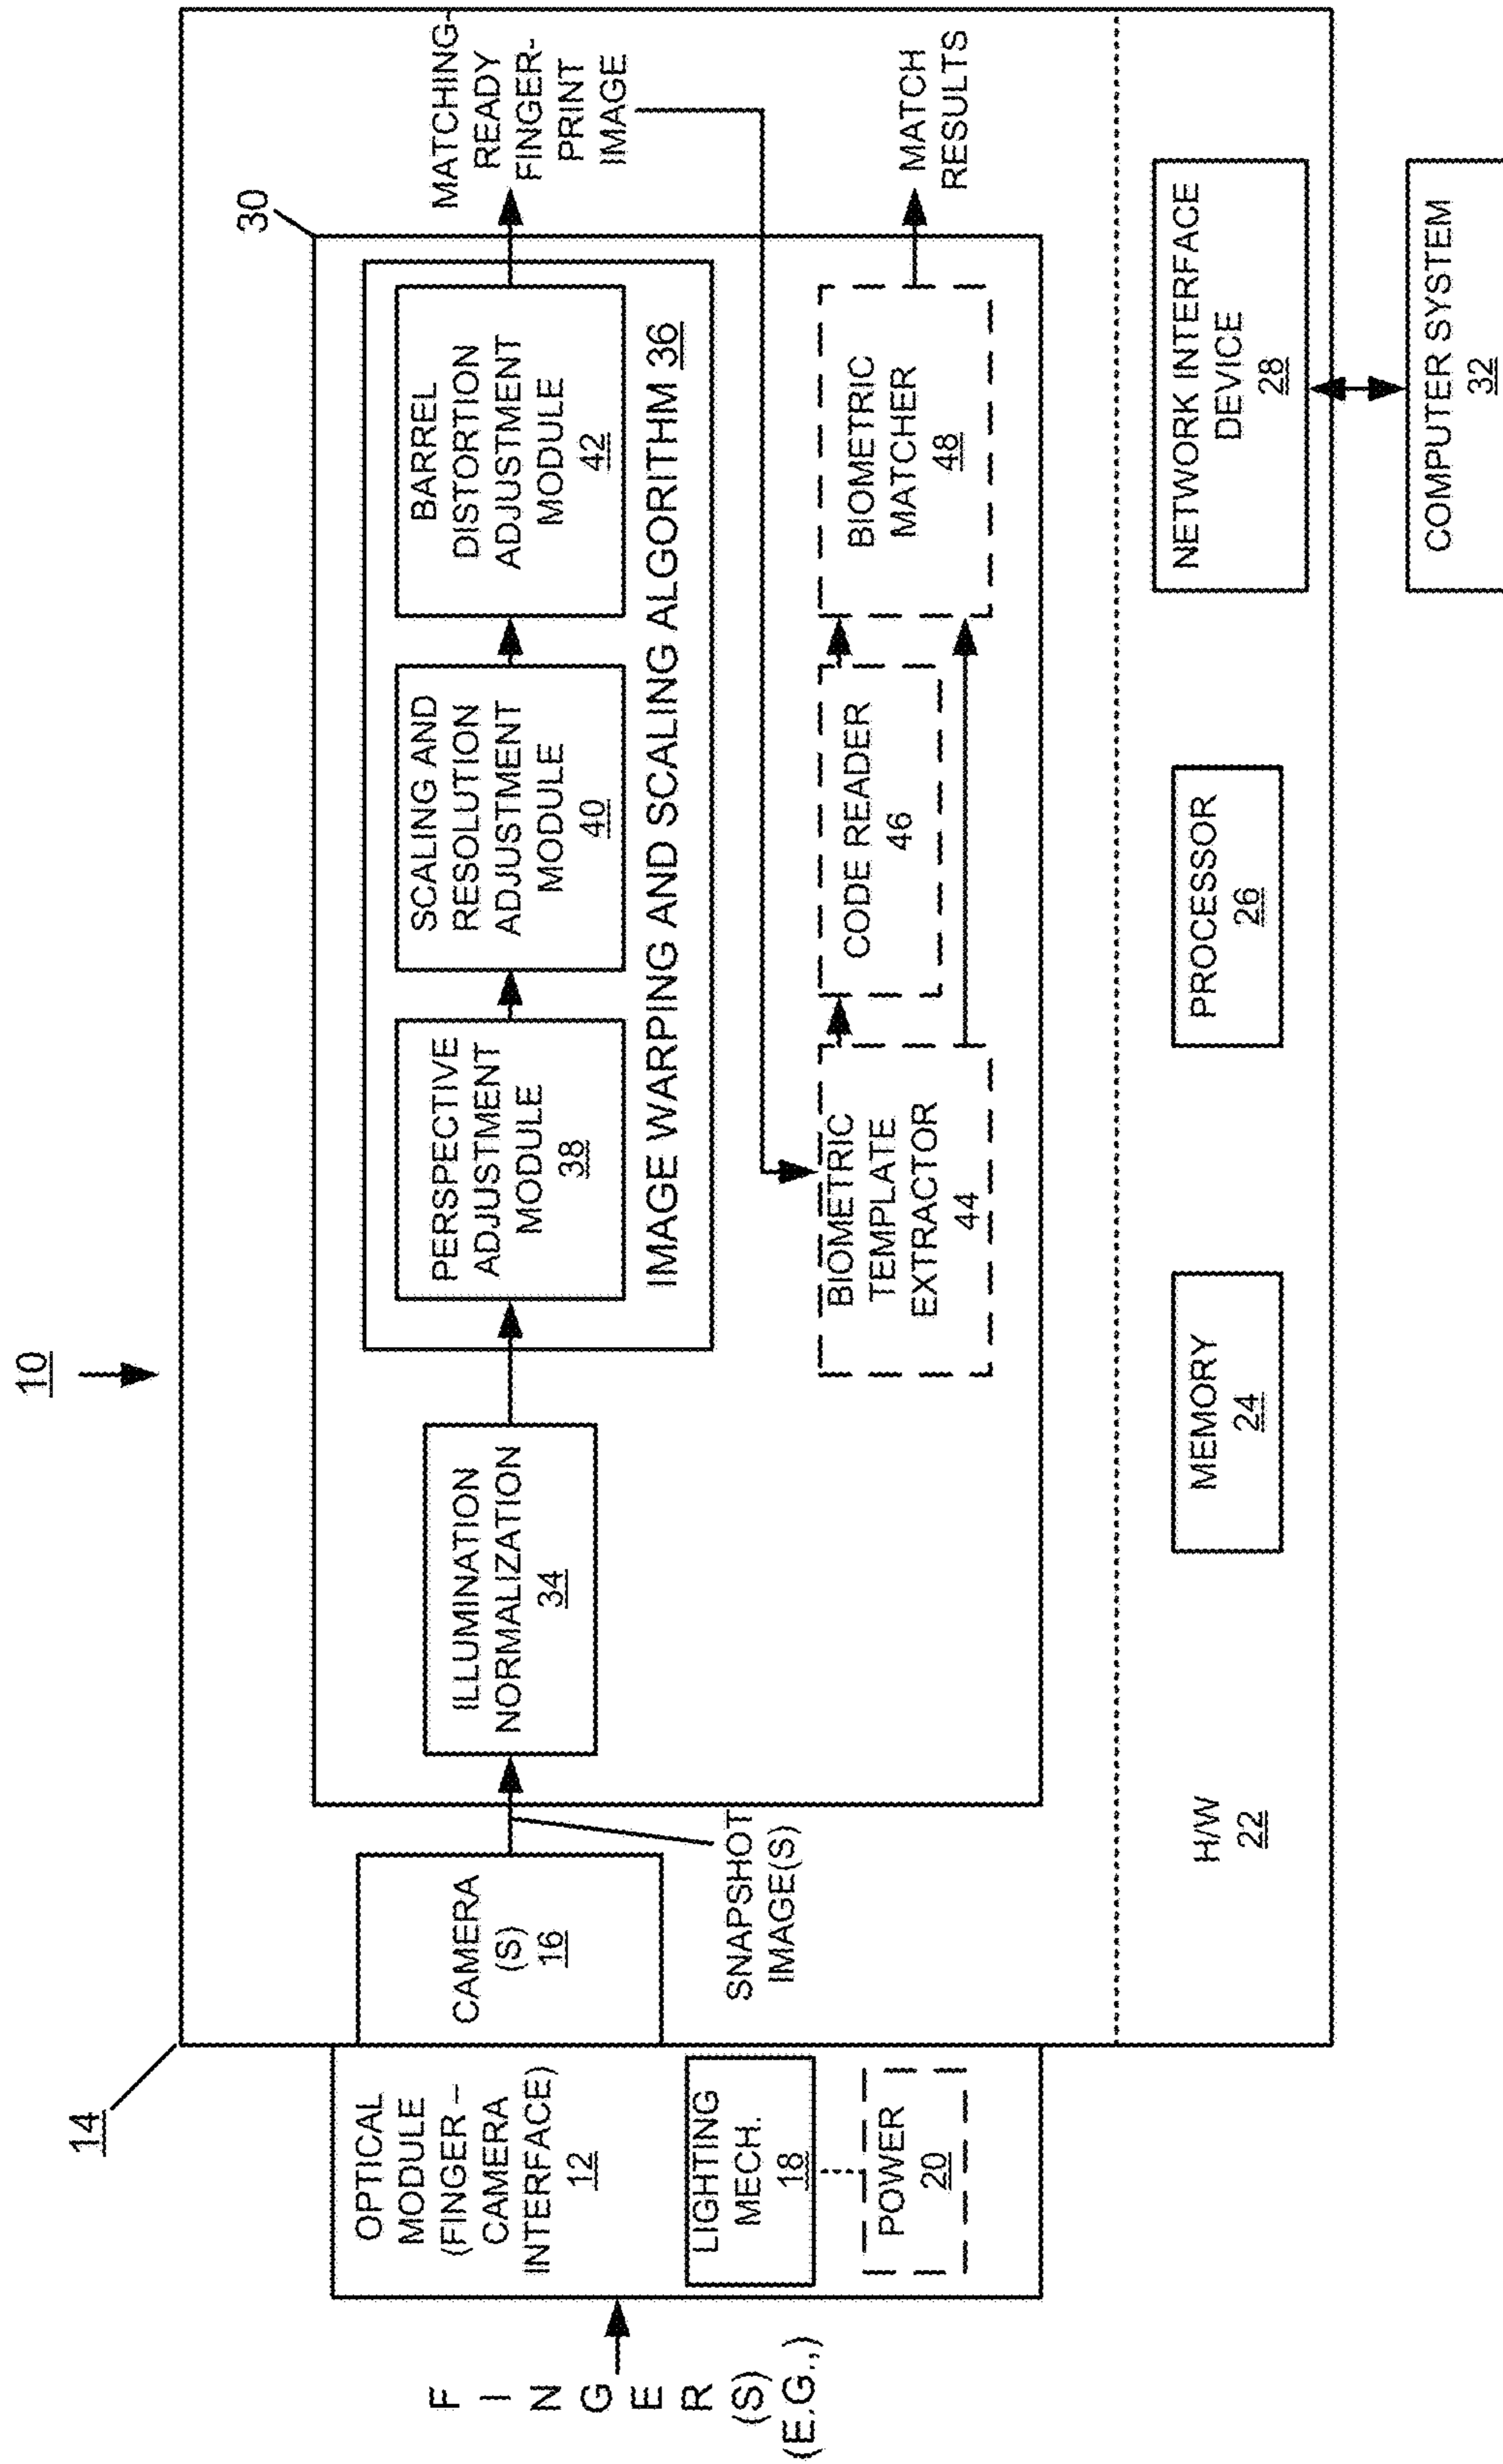 10
14
30
F
I
N
G
E
R
(S)
(E.G.,)
OPTICAL
MODULE
(FINGER –
CAMERA
INTERFACE)
12
LIGHTING
MECH.
18
POWER
20
CAMERA
(S)
16
SNAPSHOT
IMAGE(S)
ILLUMINATION
NORMALIZATION
34
PERSPECTIVE
ADJUSTMENT
MODULE
38
SCALING AND
RESOLUTION
ADJUSTMENT
MODULE
40
BARREL
DISTORTION
ADJUSTMENT
MODULE
42
IMAGE WARPING AND SCALING ALGORITHM 36
MATCHING-
READY
FINGER-
PRINT
IMAGE
BIOMETRIC
TEMPLATE
EXTRACTOR
44
CODE READER
46
BIOMETRIC
MATCHER
48
MATCH
RESULTS
H/W
22
MEMORY
24
PROCESSOR
26
NETWORK INTERFACE
DEVICE
28
COMPUTER SYSTEM
32